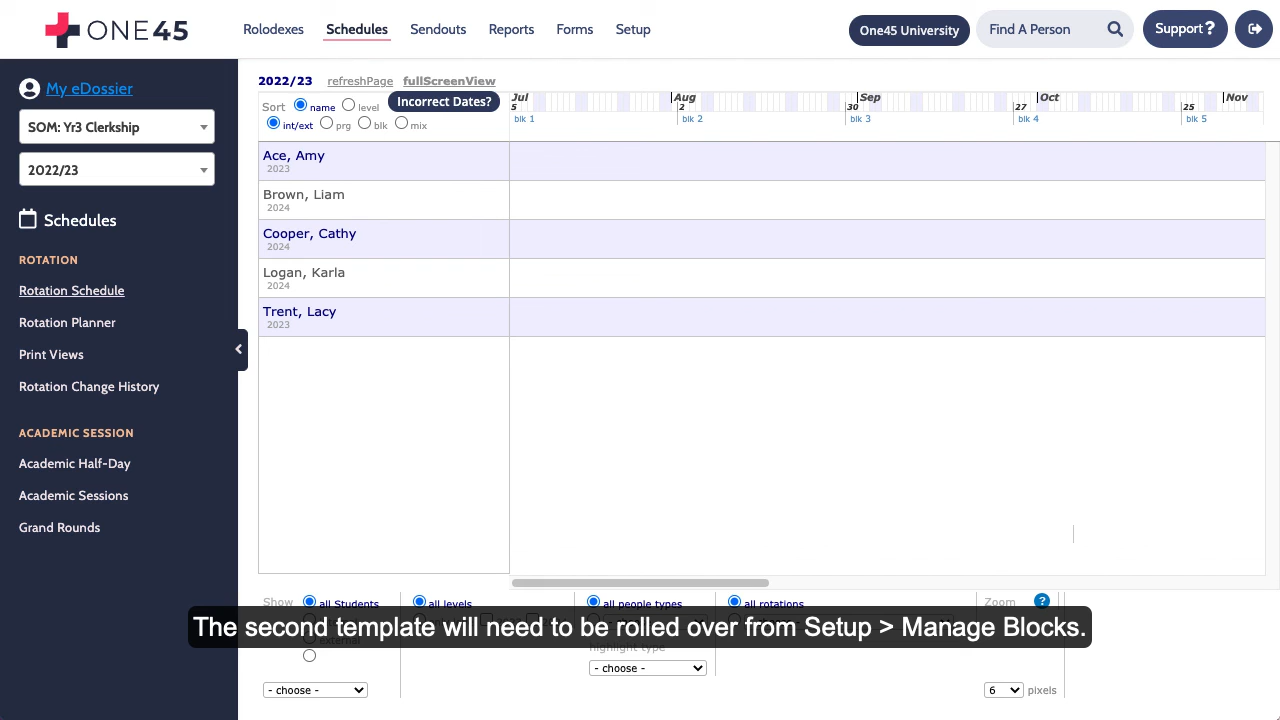 ONE45
Rolodexes
Schedules
Sendouts
Reports
Forms
Setup
One45 University
Find A Person
Support?
My eDossier
SOM: Yr3 Clerkship
2022/23
Schedules
ROTATION
Rotation Schedule
Rotation Planner
Print Views
Rotation Change History
ACADEMIC SESSION
Academic Half-Day
Academic Sessions
Grand Rounds
2022/23 refreshPage fullScreenView
Sort name level Incorrect Dates?
int/ext prg blk mix
Jul Aug Sep Oct Nov
5 2 30 27 25
blk 1 blk 2 blk 3 blk 4 blk 5
Ace, Amy
2023
Brown, Liam
2024
Cooper, Cathy
2024
Logan, Karla
2024
Trent, Lacy
2023
Show all Students all levels all people types all rotations Zoom ?
The second template will need to be rolled over from Setup > Manage Blocks.
external
highlight type
- choose -
- choose -
6 pixels